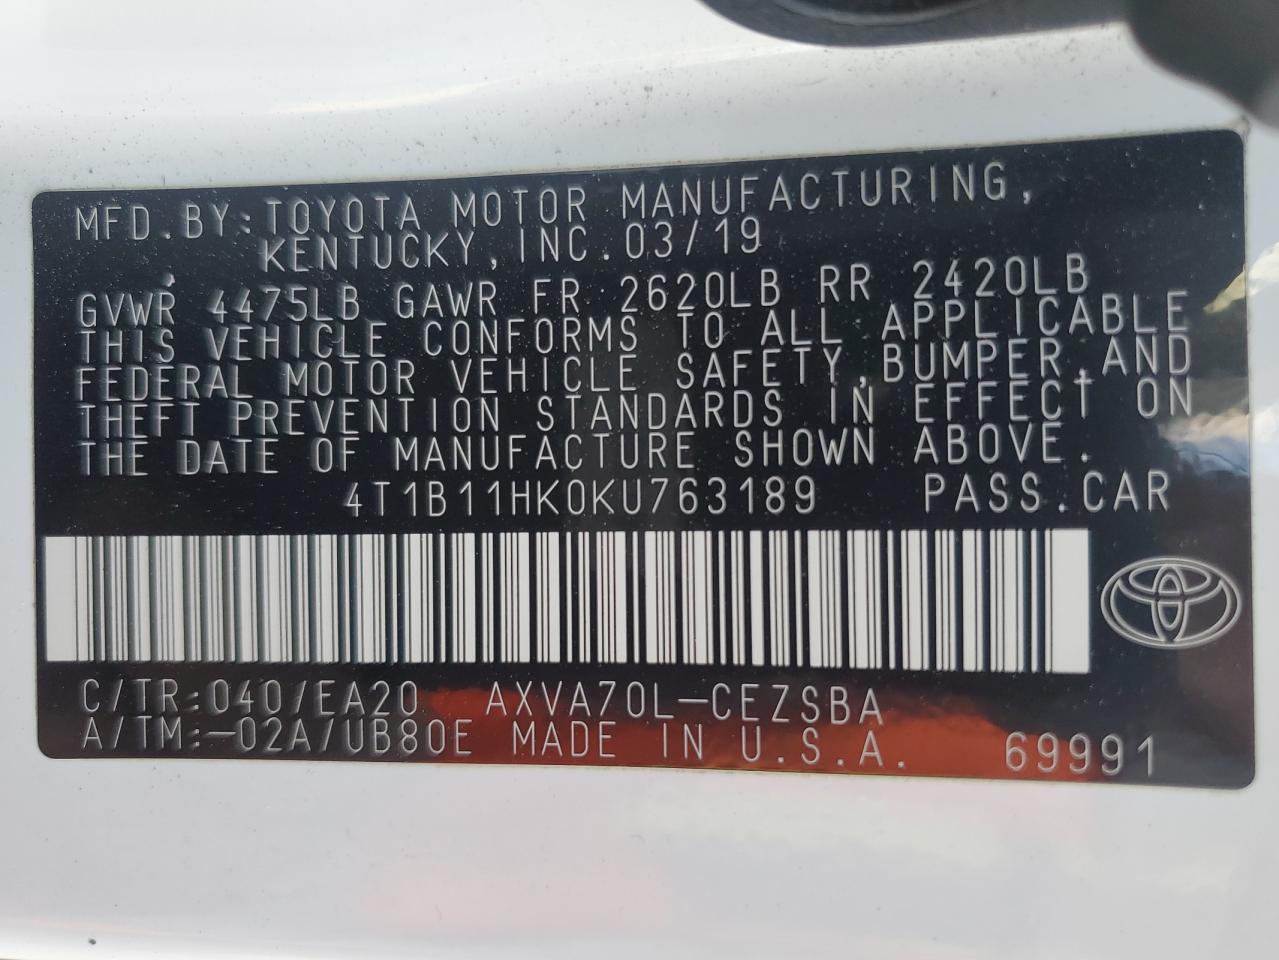 MFD.BY:TOYOTA MOTOR MANUFACTURING,
KENTUCKY,INC.03/19
GVWR 4475LB GAWR FR 2620LB RR 2420LB
THIS VEHICLE CONFORMS TO ALL APPLICABLE
FEDERAL MOTOR VEHICLE SAFETY,BUMPER,AND
THEFT PREVENTION STANDARDS IN EFFECT ON
THE DATE OF MANUFACTURE SHOWN ABOVE.
4T1B11HK0KU763189 PASS.CAR
C/TR:040/EA20 AXVA70L-CEZSBA
A/TM:-02A/UB80E MADE IN U.S.A. 69991